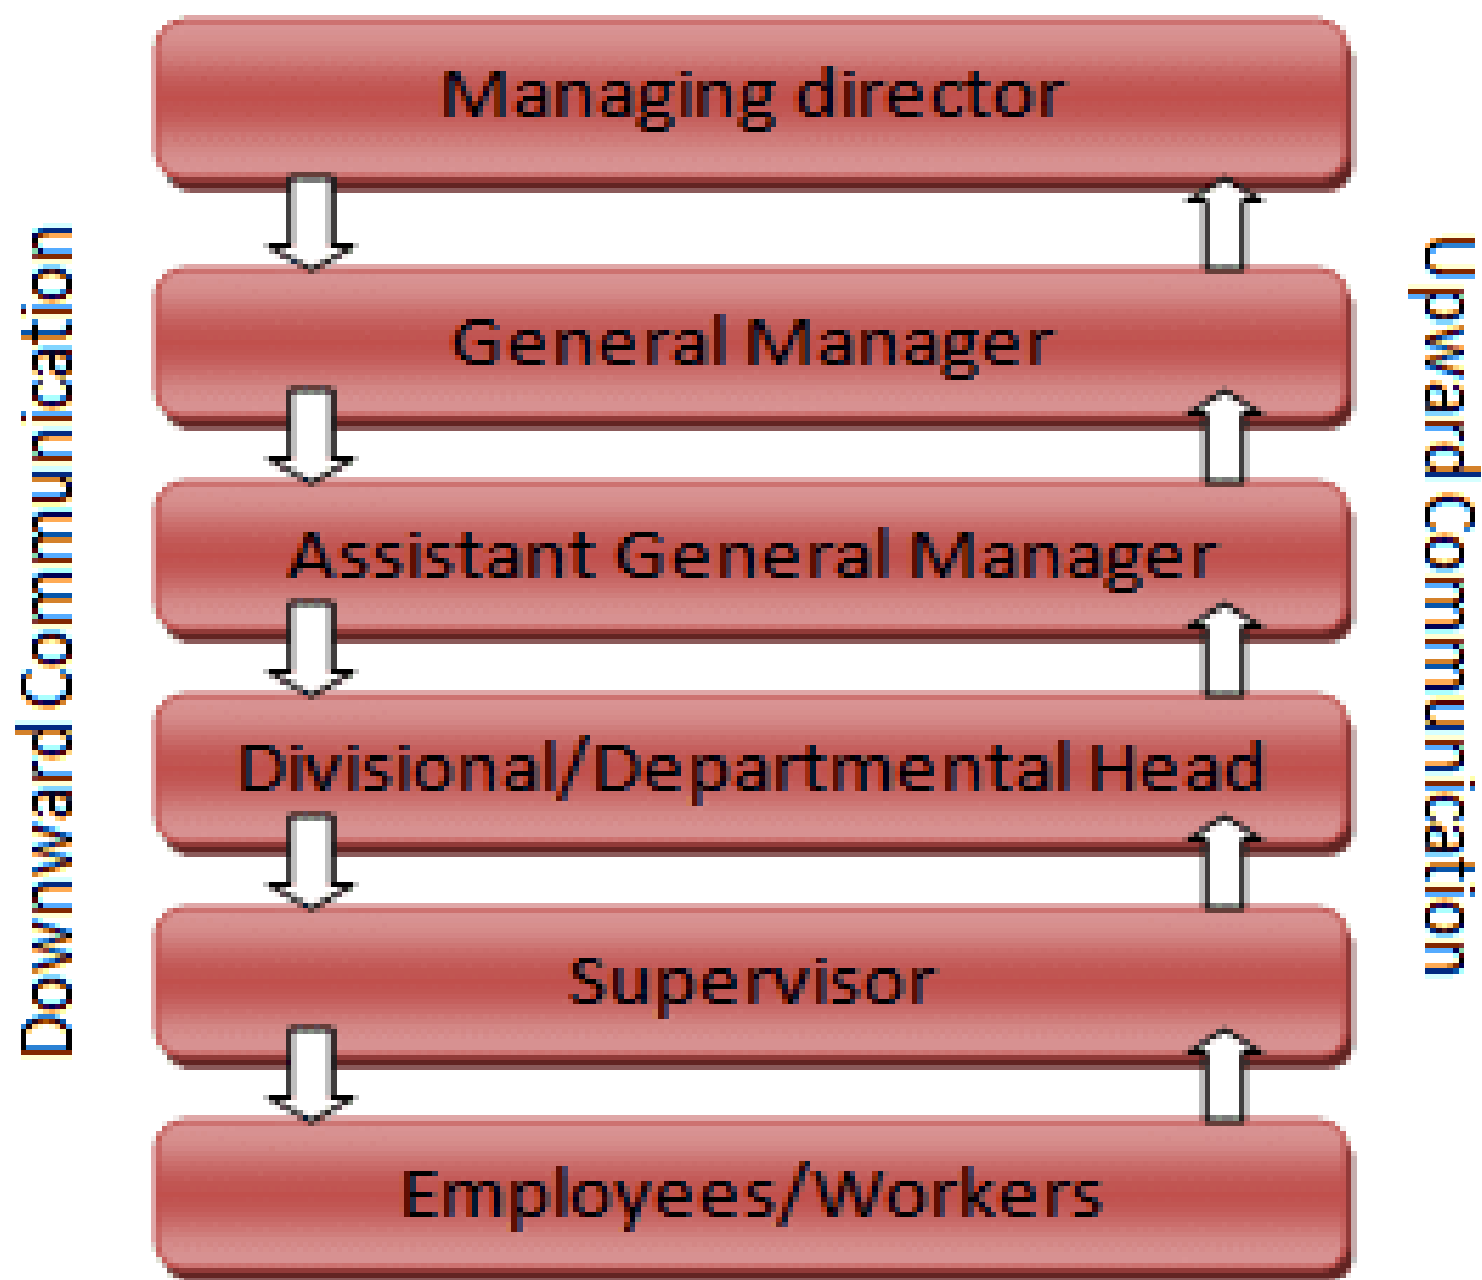 Managing director
General Manager
Assistant General Manager
Divisional/Departmental Head
Supervisor
Employees/Workers
Downward Communication
Upward Communication